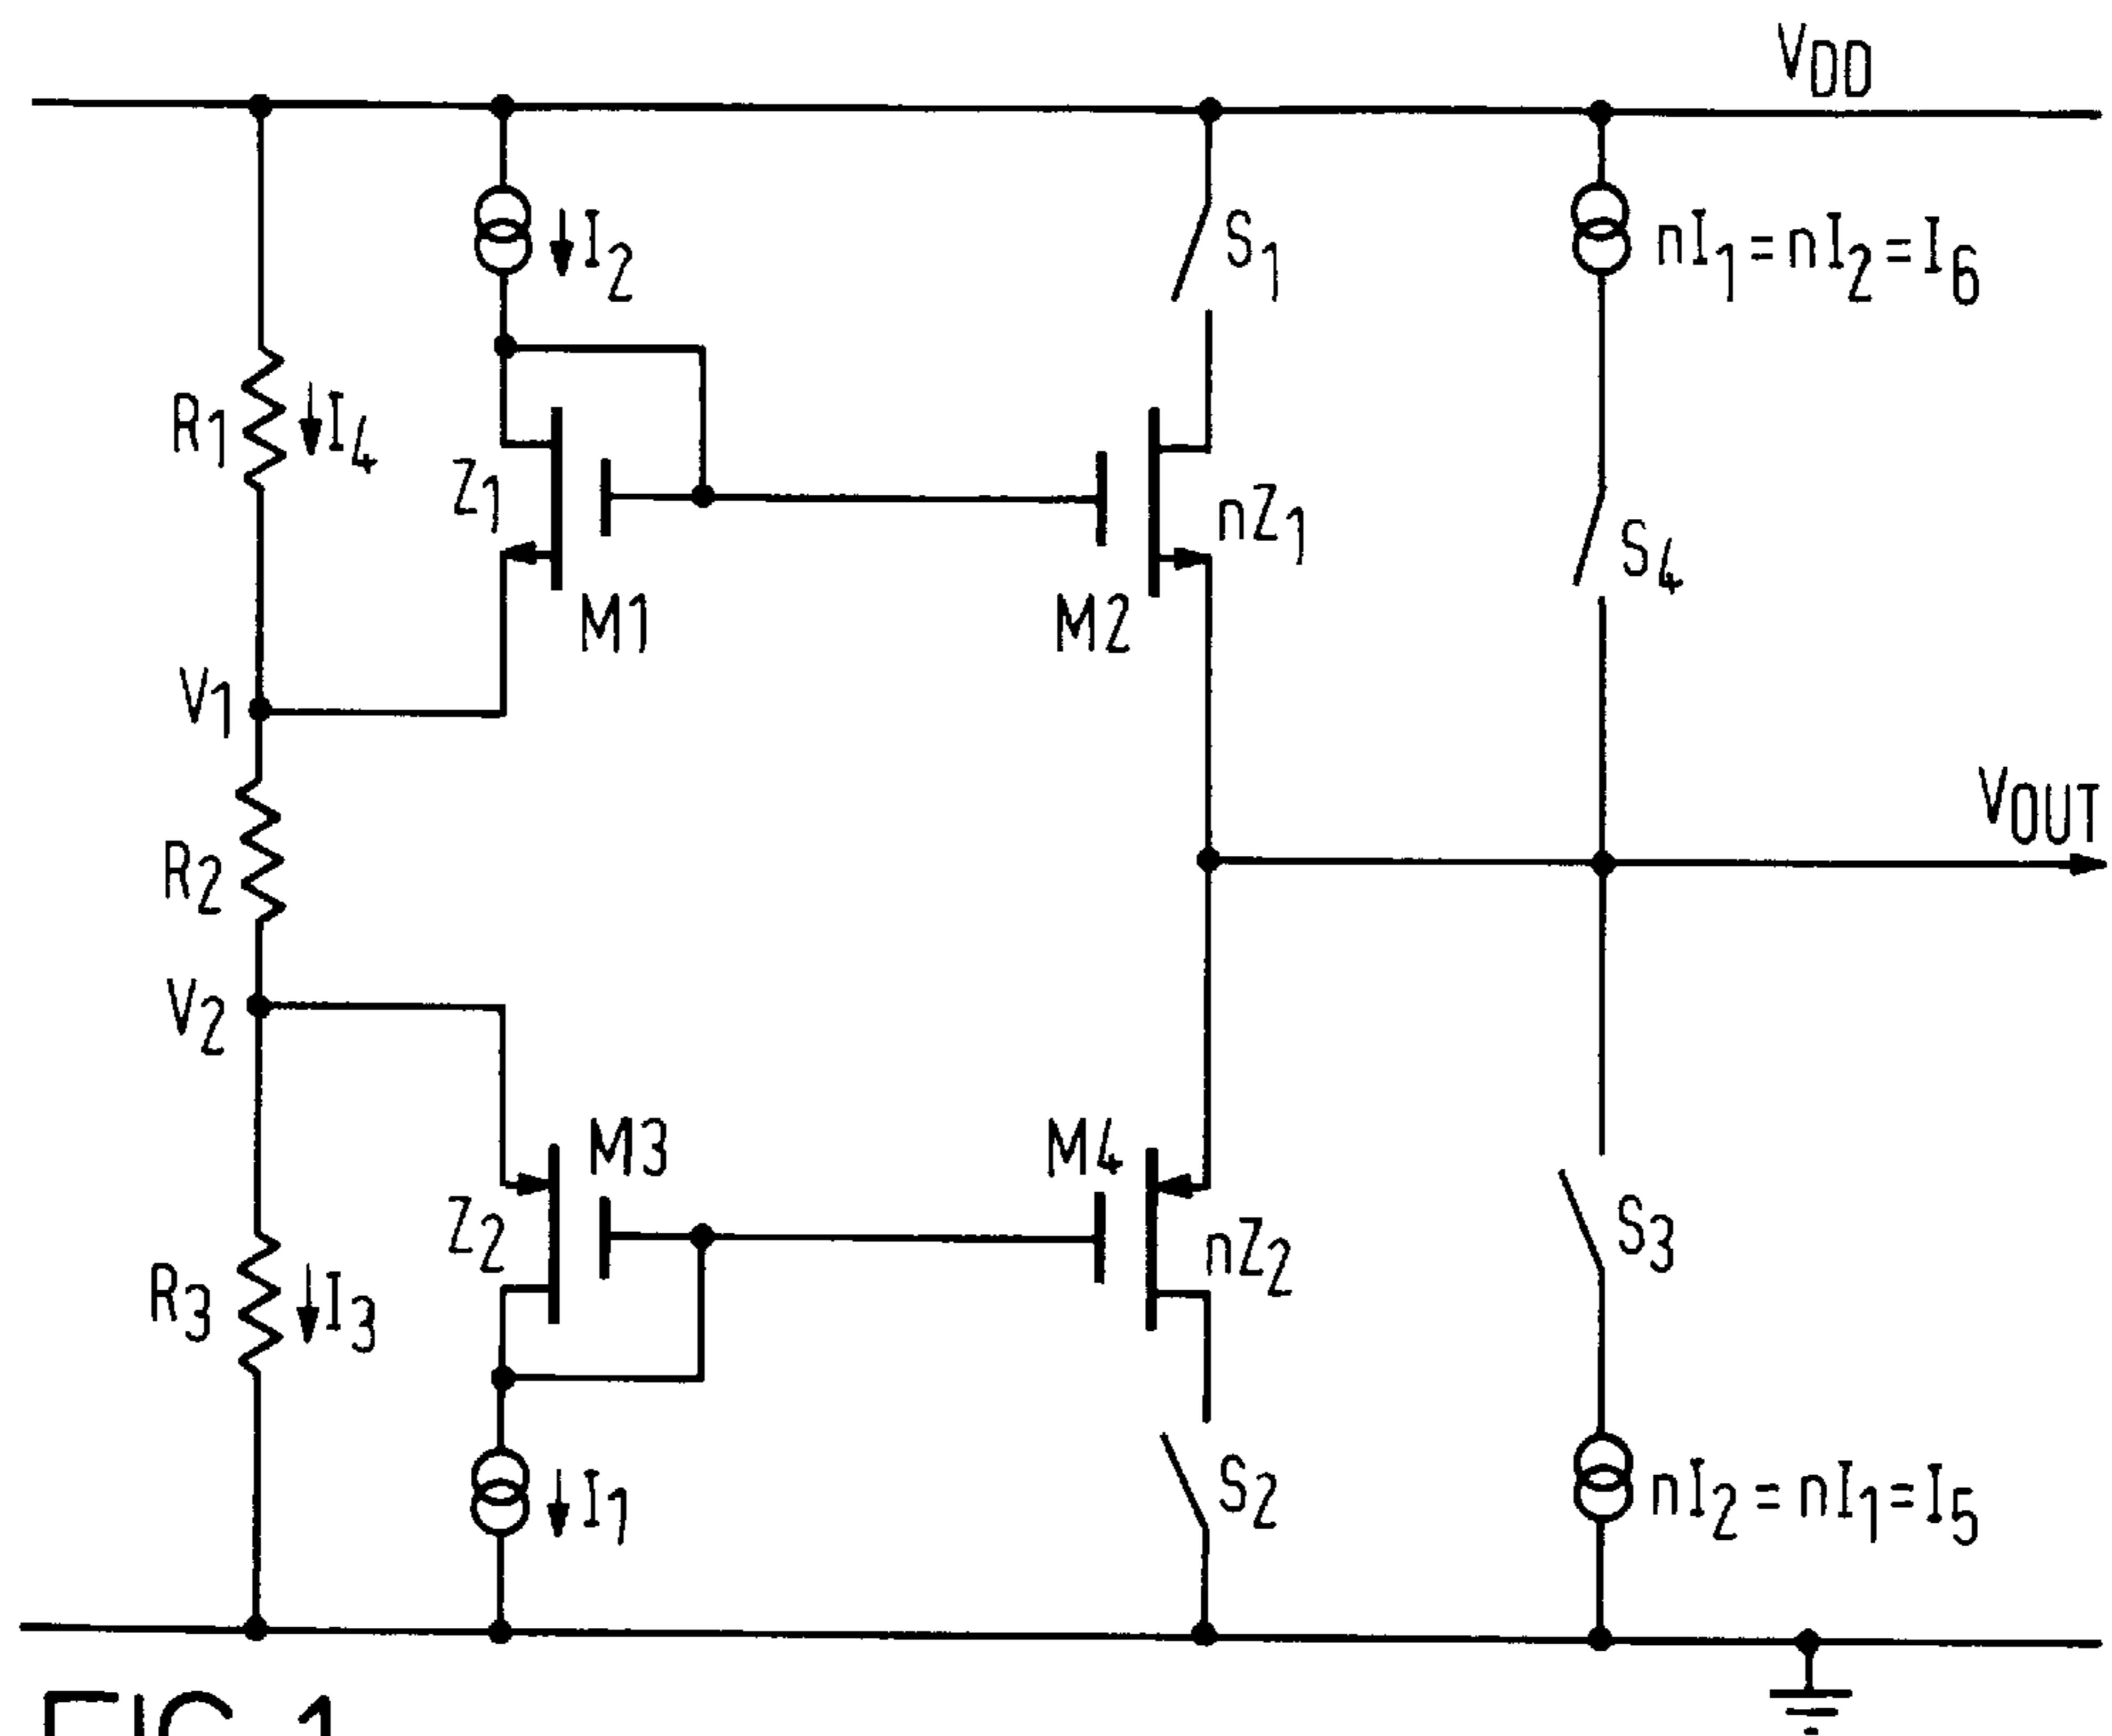 VDD
I2
S1
nI1 = nI2 = I6
R1
I4
Z1
nZ1
S4
M1
M2
V1
VOUT
R2
V2
M3
M4
Z2
nZ2
S3
R3
I3
I1
S2
nI2 = nI1 = I5
FIG. 1